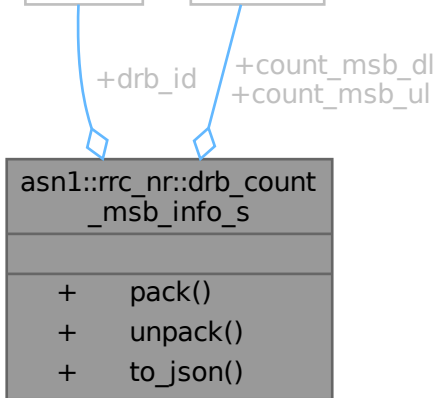 +drb_id
+count_msb_dl
+count_msb_ul
asn1::rrc_nr::drb_count
_msb_info_s
+ pack()
+ unpack()
+ to_json()